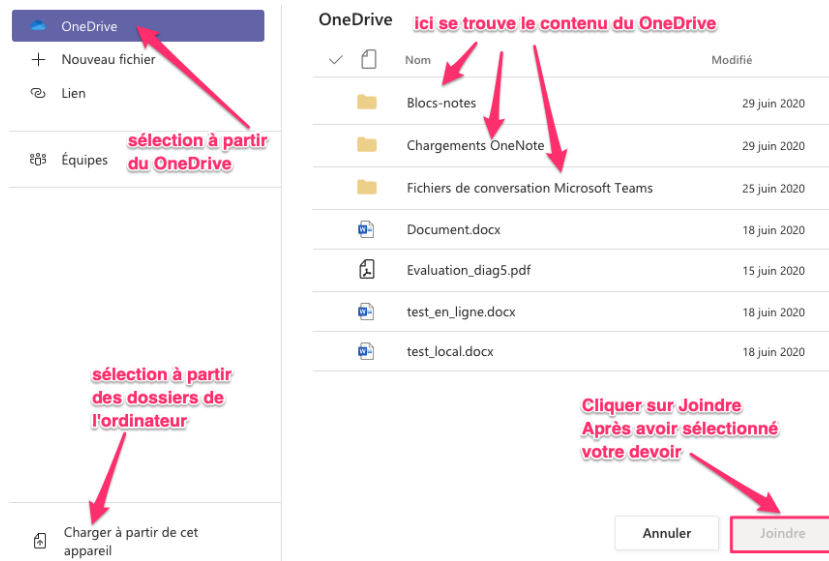 OneDrive
Nouveau fichier
Lien
sélection à partir
du OneDrive
Équipes
sélection à partir
des dossiers de
l'ordinateur
Charger à partir de cet
appareil
OneDrive
ici se trouve le contenu du OneDrive
Nom Modifié
Blocs-notes 29 juin 2020
Chargements OneNote 29 juin 2020
Fichiers de conversation Microsoft Teams 25 juin 2020
Document.docx 18 juin 2020
Evaluation_diag5.pdf 15 juin 2020
test_en_ligne.docx 18 juin 2020
test_local.docx 18 juin 2020
Cliquer sur Joindre
Après avoir sélectionné
votre devoir
Annuler Joindre